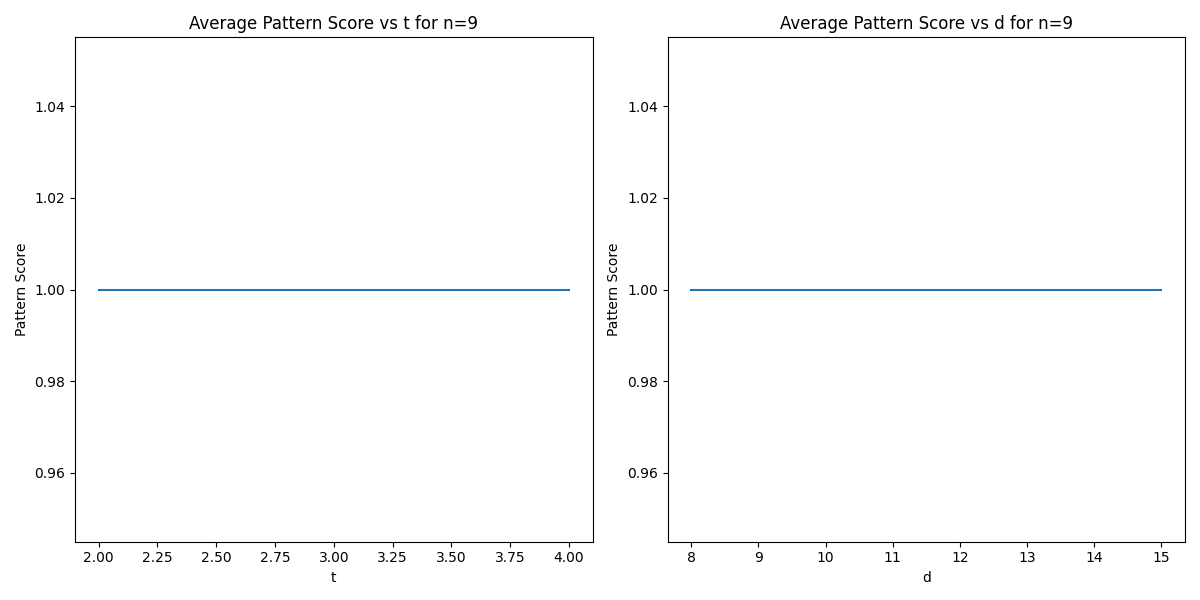 Average Pattern Score vs t for n=9
Pattern Score
1.04
1.02
1.00
0.98
0.96
2.00 2.25 2.50 2.75 3.00 3.25 3.50 3.75 4.00
t
Average Pattern Score vs d for n=9
Pattern Score
1.04
1.02
1.00
0.98
0.96
8 9 10 11 12 13 14 15
d